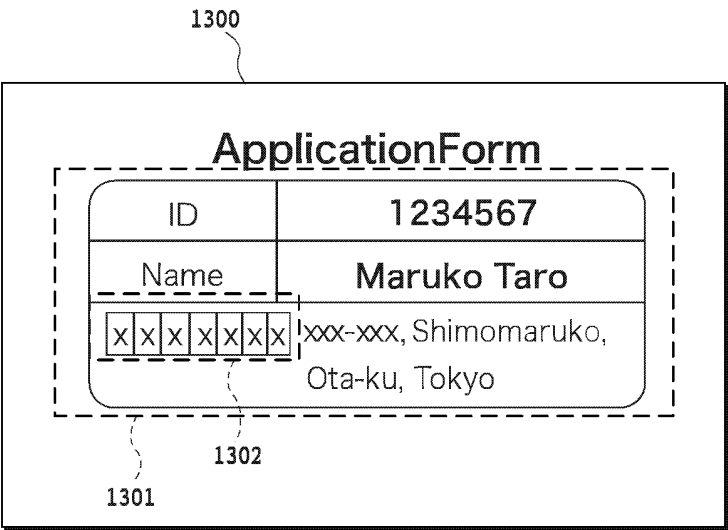 1300
ApplicationForm
ID 1234567
Name Maruko Taro
x x x x x x x xxx-xxx, Shimomaruko,
Ota-ku, Tokyo
1302
1301